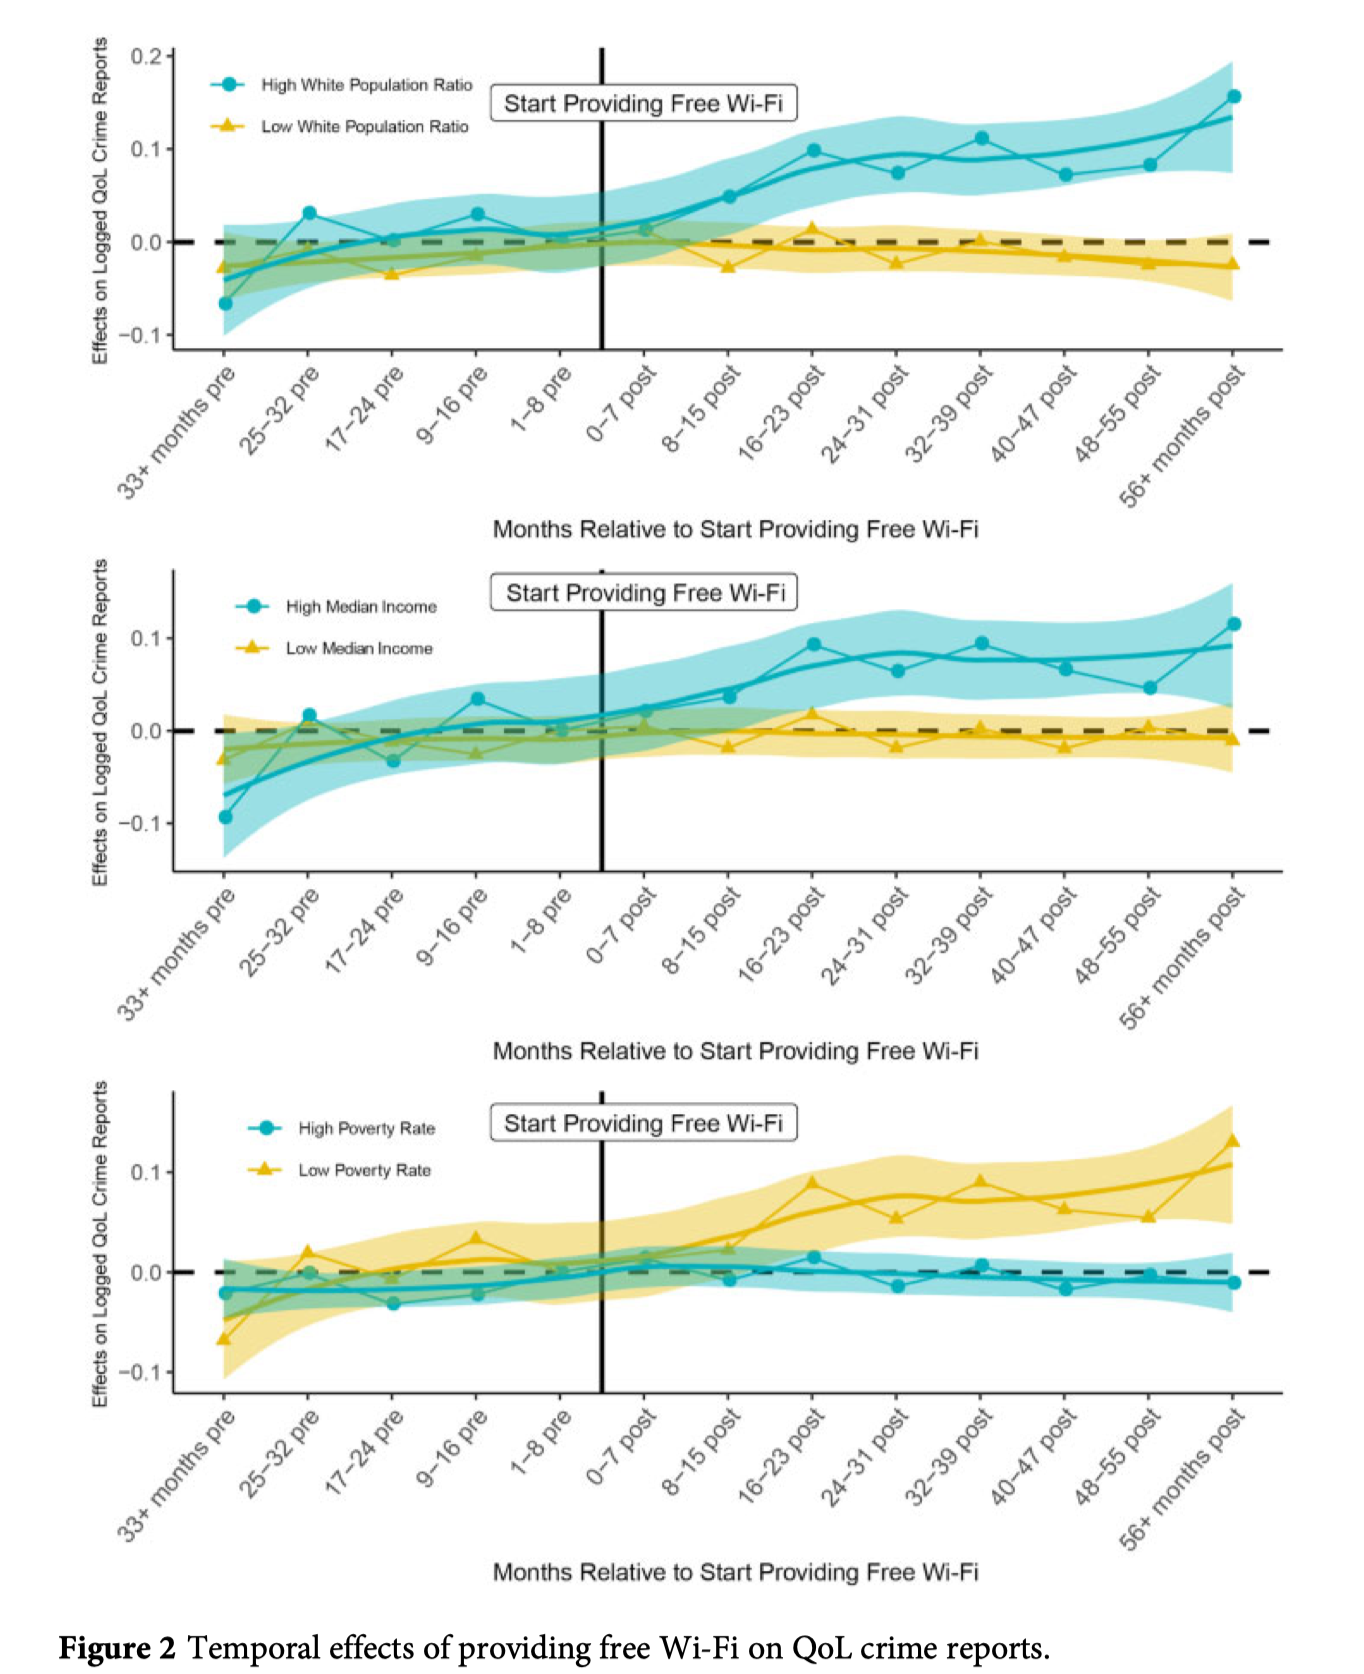 Effects on Logged QoL Crime Reports
0.2
0.1
0.0
−0.1
High White Population Ratio
Low White Population Ratio
Start Providing Free Wi-Fi
33+ months pre
25−32 pre
17−24 pre
9−16 pre
1−8 pre
0−7 post
8−15 post
16−23 post
24−31 post
32−39 post
40−47 post
48−55 post
56+ months post
Months Relative to Start Providing Free Wi-Fi
Effects on Logged QoL Crime Reports
0.1
0.0
−0.1
High Median Income
Low Median Income
Start Providing Free Wi-Fi
33+ months pre
25−32 pre
17−24 pre
9−16 pre
1−8 pre
0−7 post
8−15 post
16−23 post
24−31 post
32−39 post
40−47 post
48−55 post
56+ months post
Months Relative to Start Providing Free Wi-Fi
Effects on Logged QoL Crime Reports
0.1
0.0
−0.1
High Poverty Rate
Low Poverty Rate
Start Providing Free Wi-Fi
33+ months pre
25−32 pre
17−24 pre
9−16 pre
1−8 pre
0−7 post
8−15 post
16−23 post
24−31 post
32−39 post
40−47 post
48−55 post
56+ months post
Months Relative to Start Providing Free Wi-Fi
Figure 2 Temporal effects of providing free Wi-Fi on QoL crime reports.